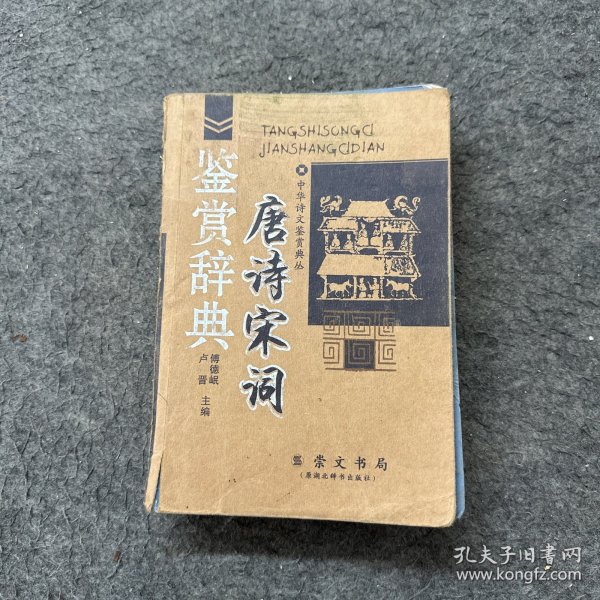 TANGSHISONGCI
JIANSHANGCIDIAN
中华诗文鉴赏典丛
唐诗宋词
鉴赏辞典
傅德岷
卢晋 主编
崇文书局
(原湖北辞书出版社)
孔夫子旧书网
www.kongfz.com